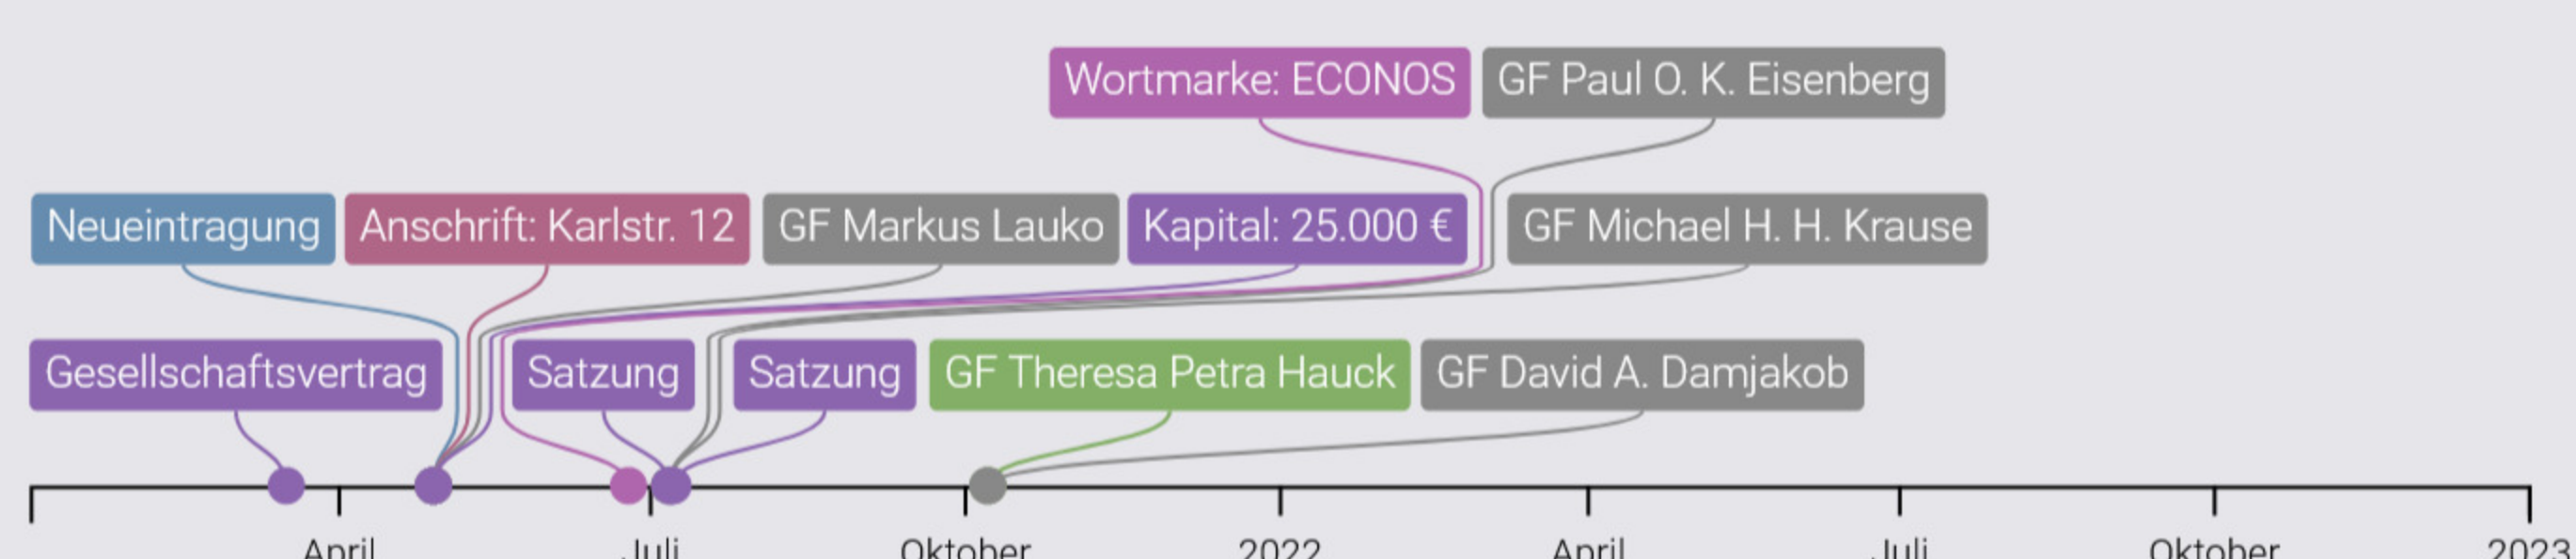 Wortmarke: ECONOS GF Paul O. K. Eisenberg
Neueintragung Anschrift: Karlstr. 12 GF Markus Lauko Kapital: 25.000 € GF Michael H. H. Krause
Gesellschaftsvertrag Satzung Satzung GF Theresa Petra Hauck GF David A. Damjakob
April Juli Oktober 2022 April Juli Oktober 2023